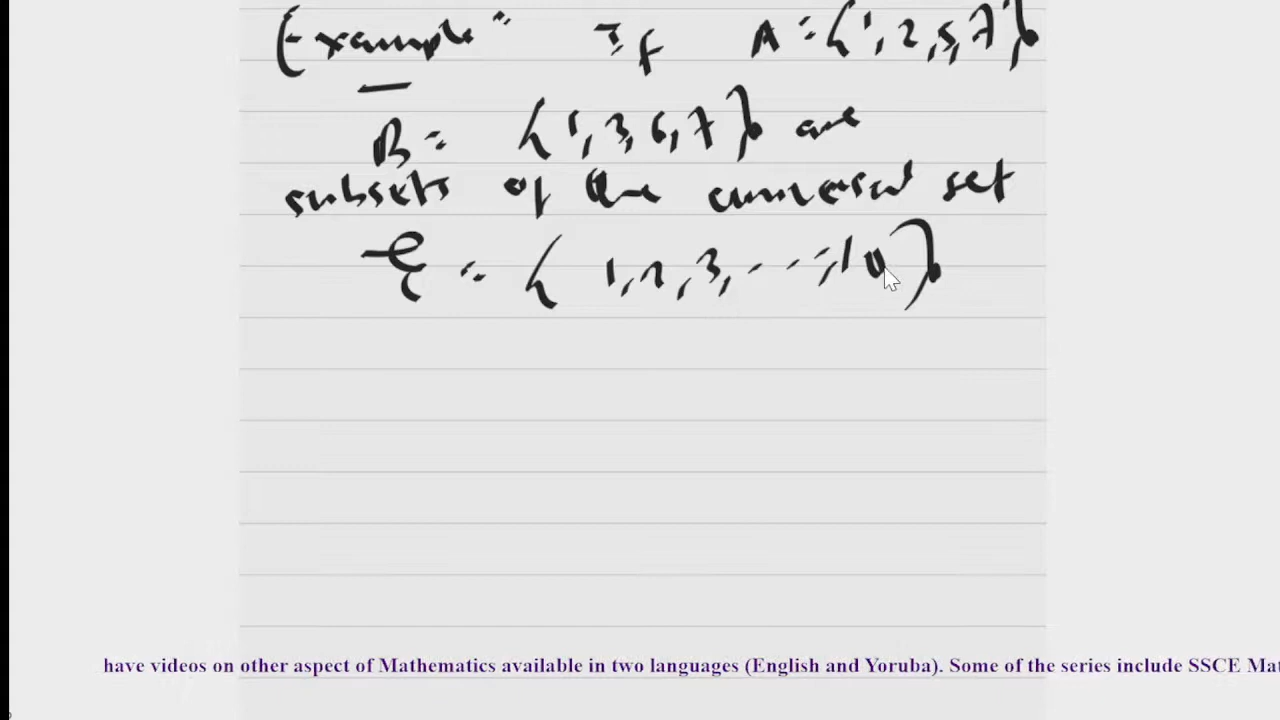 Example: If A = {1, 2, 5, 7}
B = {1, 3, 6, 7} are
subsets of the universal set
ξ = { 1, 2, 3, ..., 10}
have videos on other aspect of Mathematics available in two languages (English and Yoruba). Some of the series include SSCE Mat